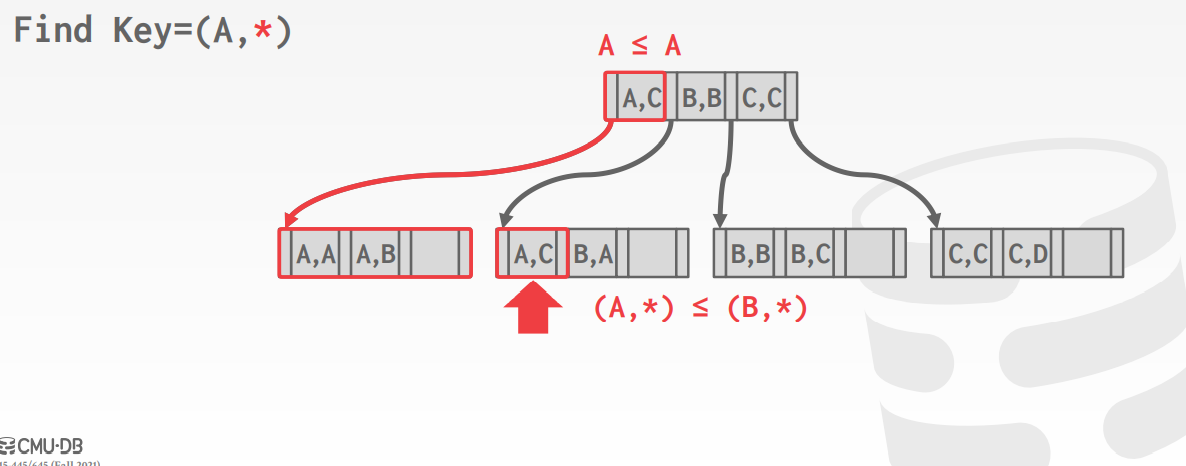 Find Key=(A,*)
A ≤ A
A,C B,B C,C
A,A A,B A,C B,A B,B B,C C,C C,D
(A,*) ≤ (B,*)
CMU·DB
15-445/645 (Fall 2021)